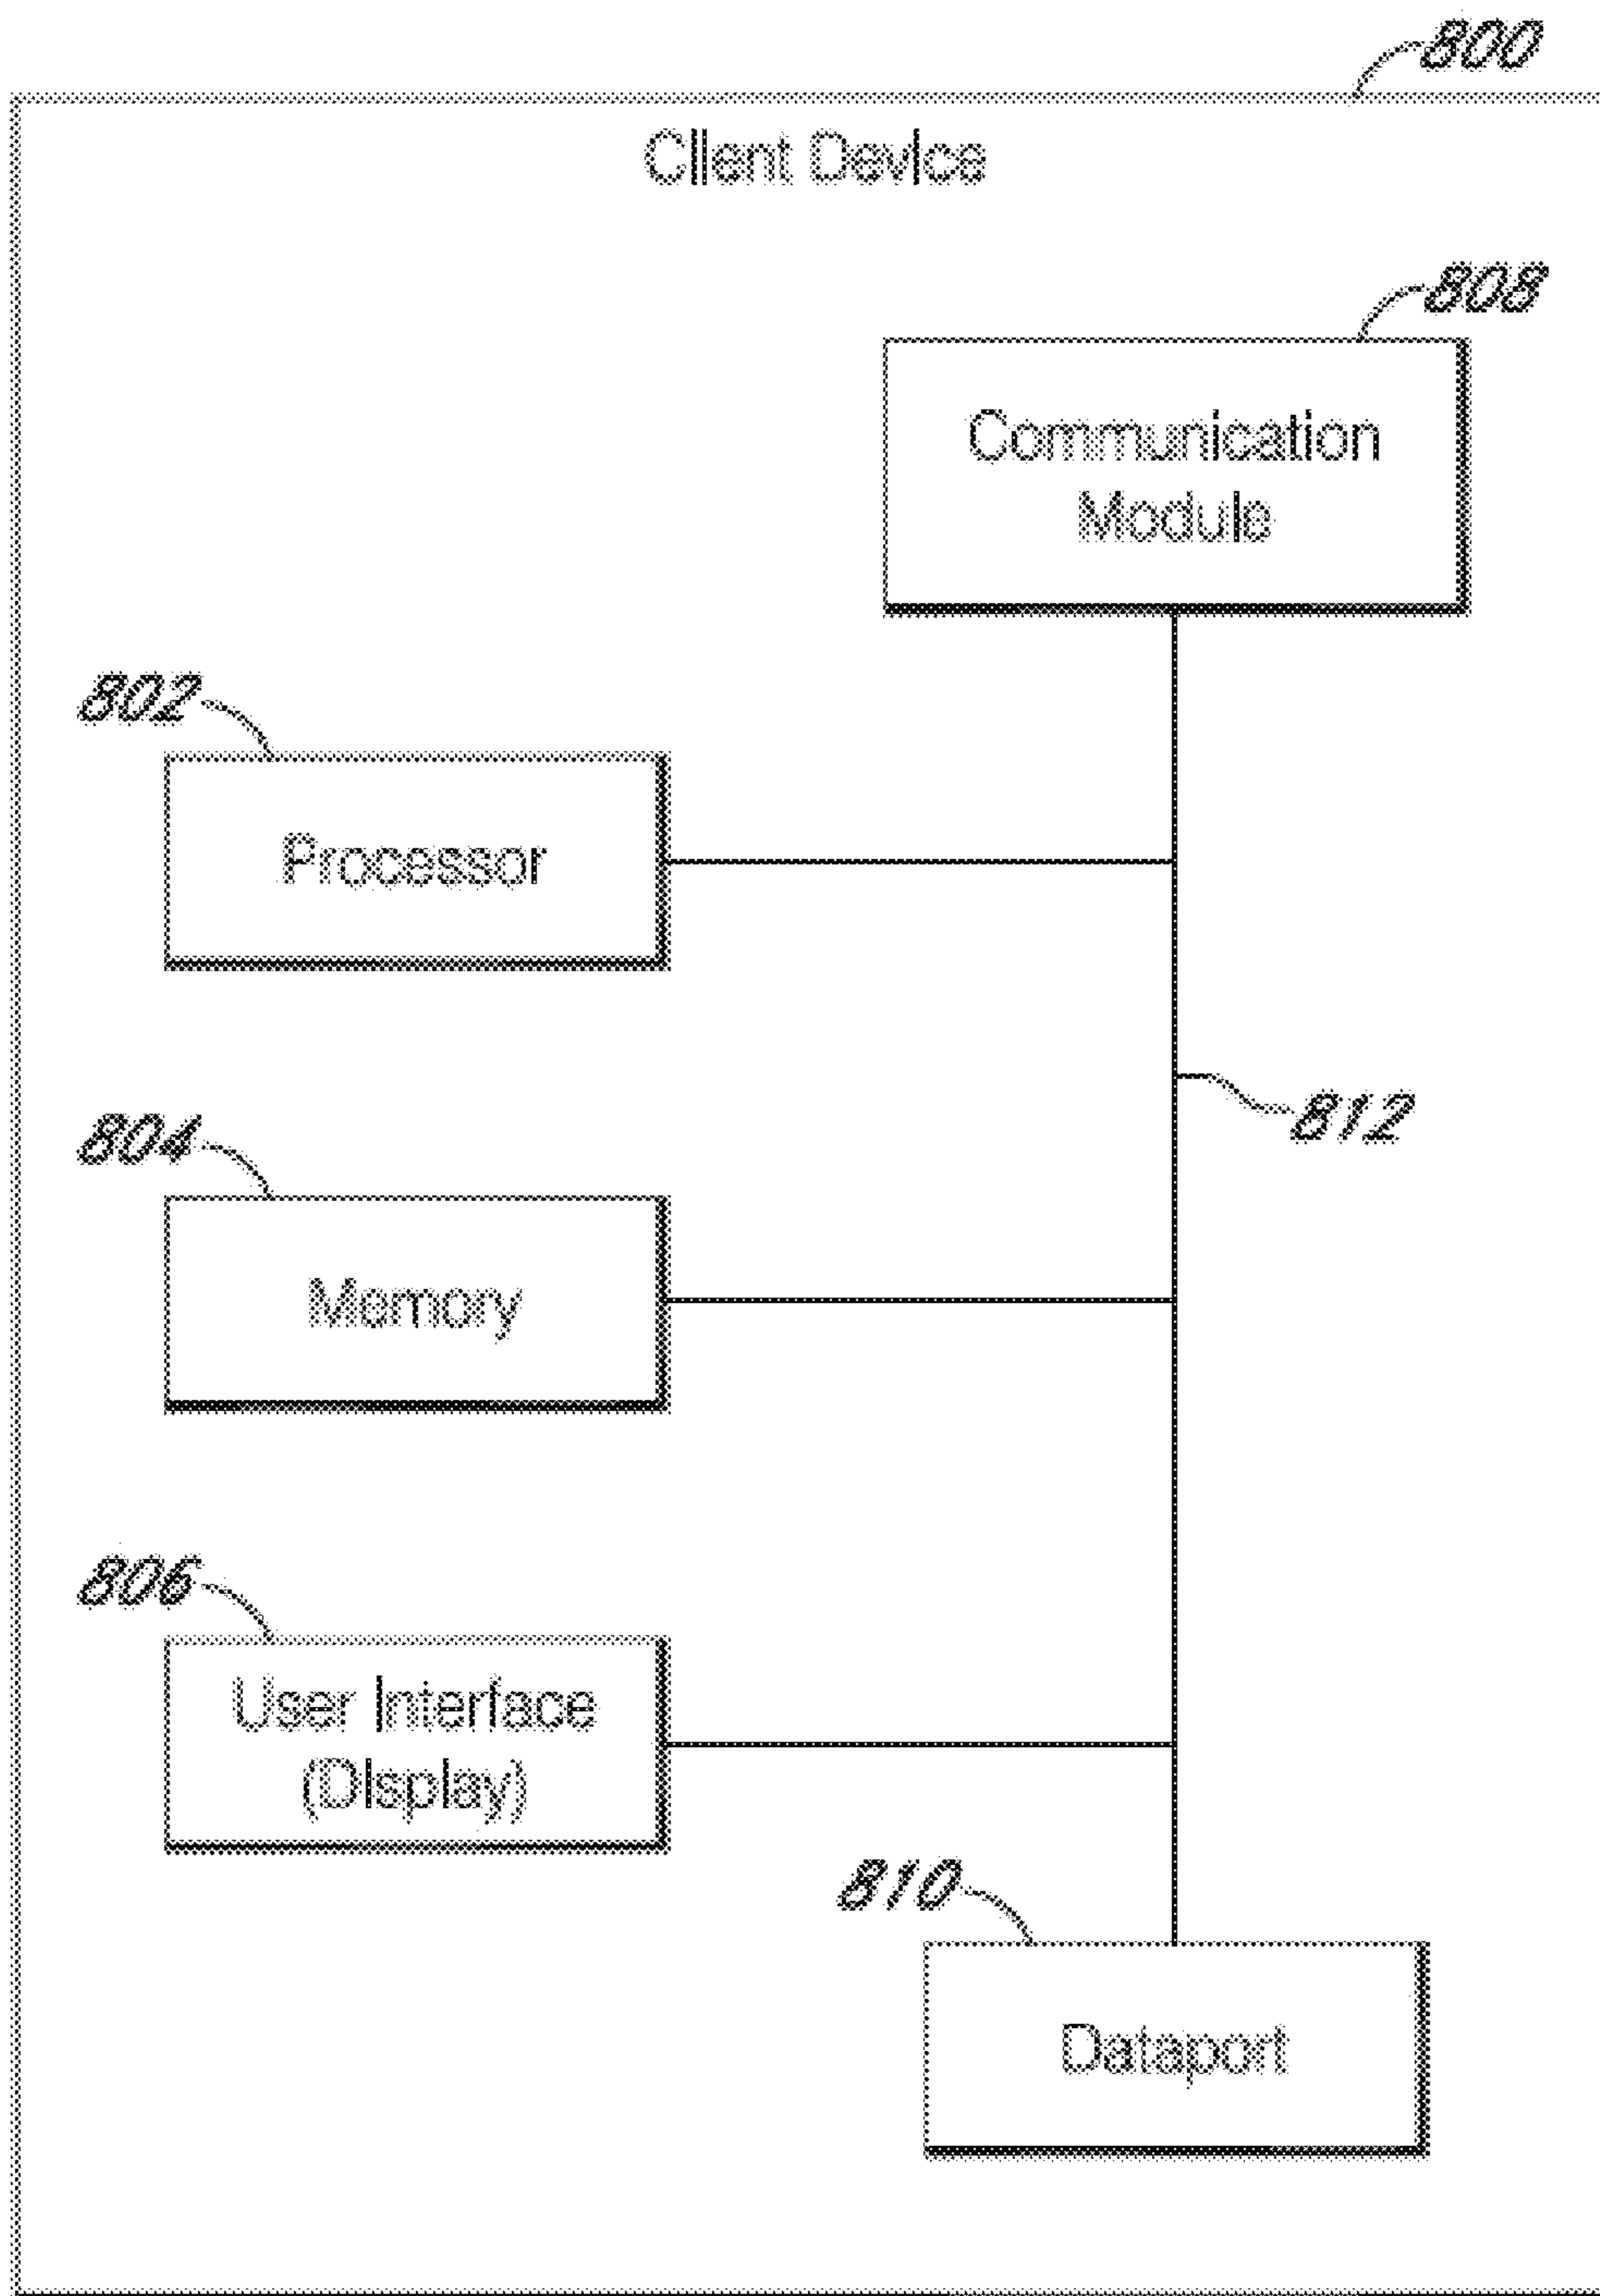 800
Client Device
808
Communication
Module
802
Processor
812
804
Memory
806
User Interface
(Display)
810
Dataport